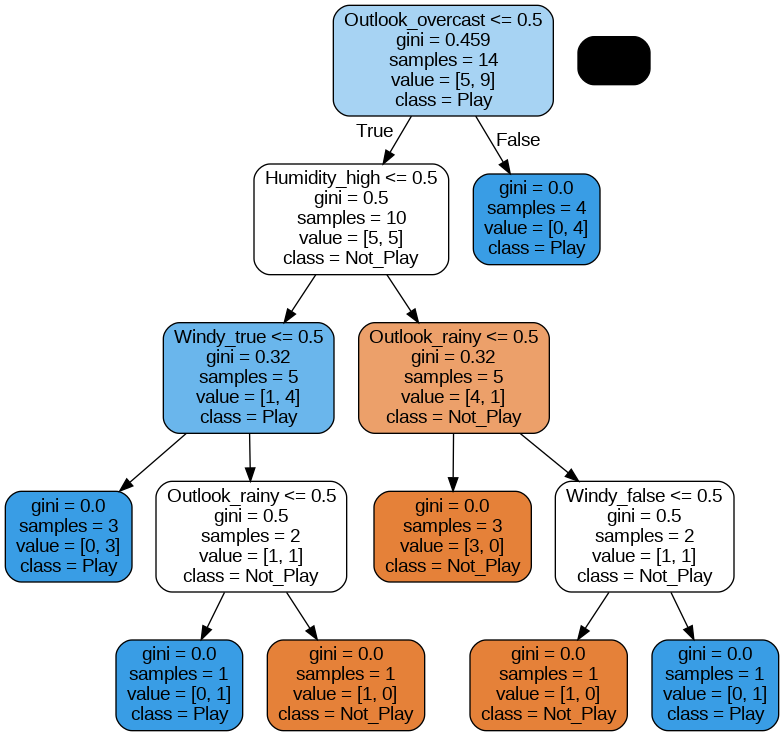 Outlook_overcast <= 0.5
gini = 0.459
samples = 14
value = [5, 9]
class = Play
True
False
Humidity_high <= 0.5
gini = 0.5
samples = 10
value = [5, 5]
class = Not_Play
gini = 0.0
samples = 4
value = [0, 4]
class = Play
Windy_true <= 0.5
gini = 0.32
samples = 5
value = [1, 4]
class = Play
Outlook_rainy <= 0.5
gini = 0.32
samples = 5
value = [4, 1]
class = Not_Play
gini = 0.0
samples = 3
value = [0, 3]
class = Play
Outlook_rainy <= 0.5
gini = 0.5
samples = 2
value = [1, 1]
class = Not_Play
gini = 0.0
samples = 3
value = [3, 0]
class = Not_Play
Windy_false <= 0.5
gini = 0.5
samples = 2
value = [1, 1]
class = Not_Play
gini = 0.0
samples = 1
value = [0, 1]
class = Play
gini = 0.0
samples = 1
value = [1, 0]
class = Not_Play
gini = 0.0
samples = 1
value = [1, 0]
class = Not_Play
gini = 0.0
samples = 1
value = [0, 1]
class = Play